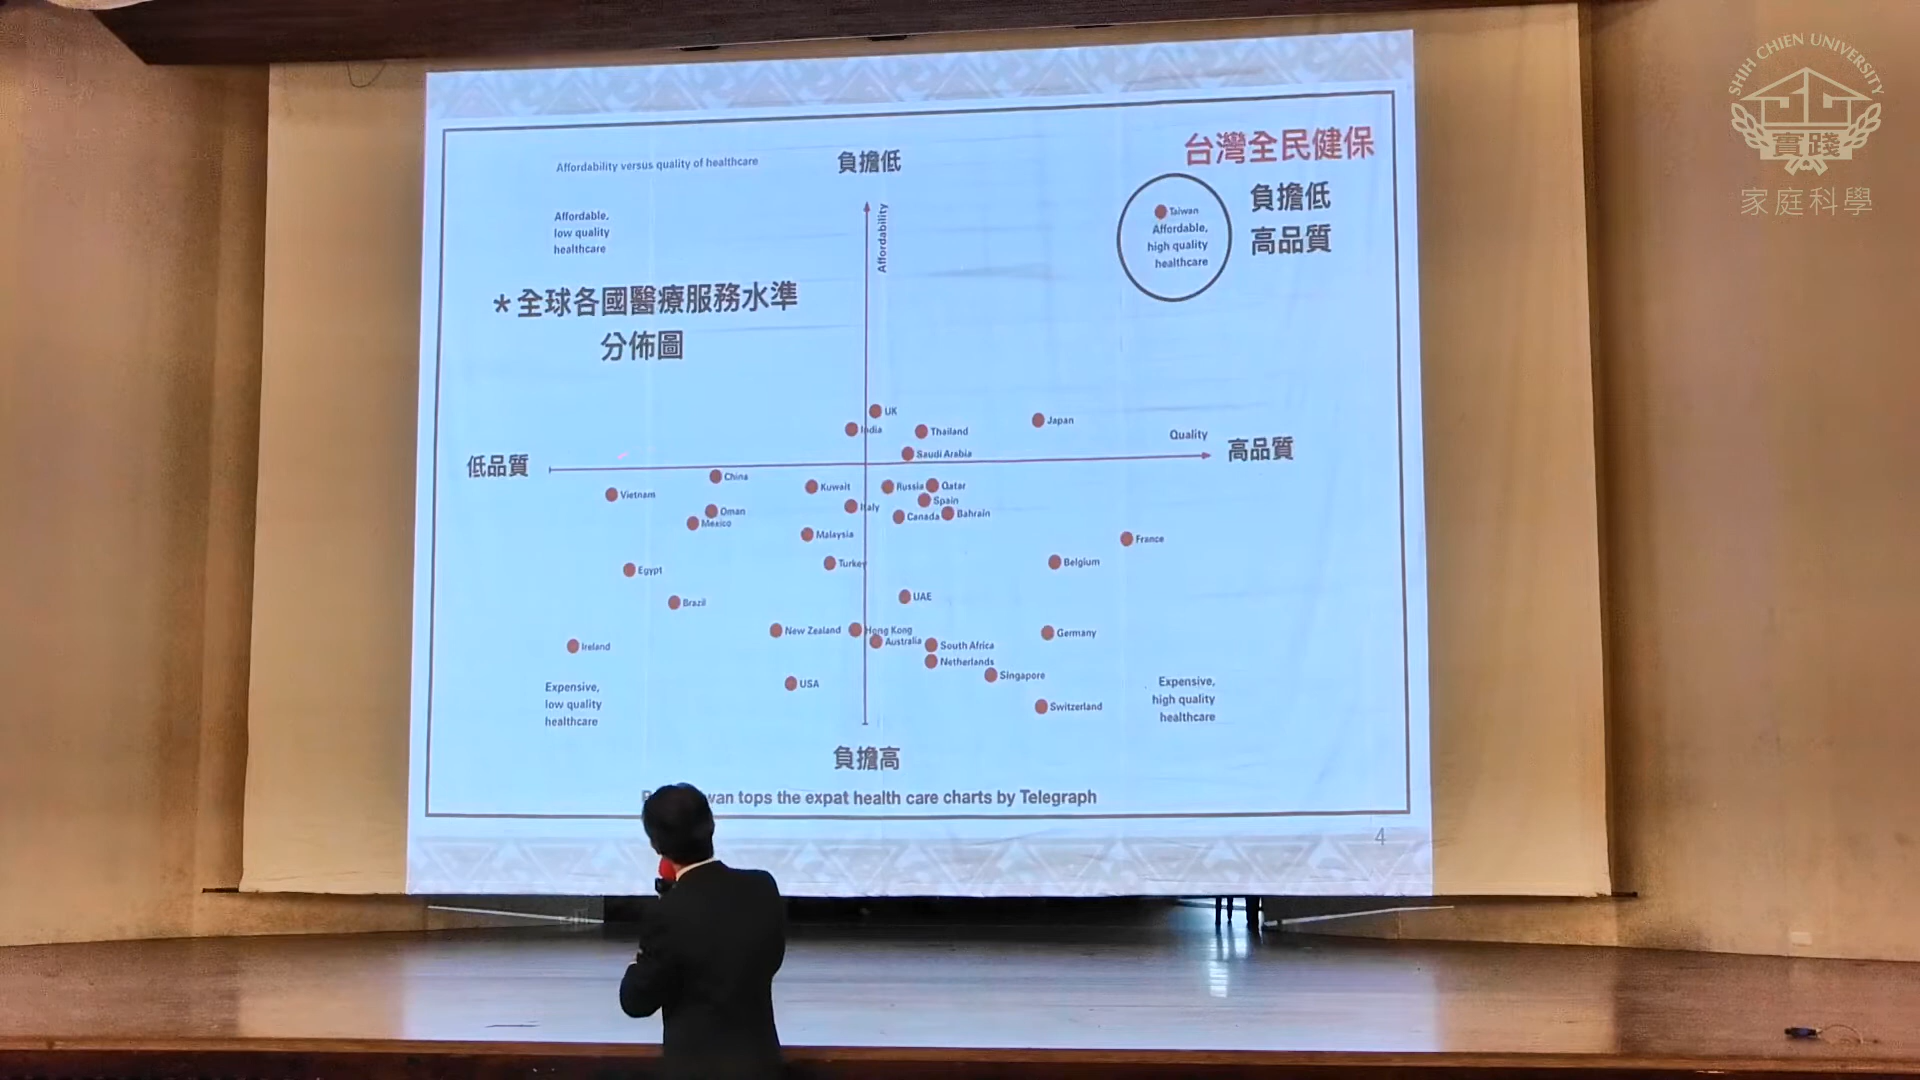 Affordability versus quality of healthcare
負擔低
台灣全民健保
負擔低
高品質
Taiwan
Affordable,
high quality
healthcare
Affordable,
low quality
healthcare
Affordability
*全球各國醫療服務水準
分佈圖
UK
India
Thailand
Japan
Saudi Arabia
Quality
高品質
低品質
China
Vietnam
Kuwait
Russia
Qatar
Spain
Oman
Mexico
Italy
Canada
Bahrain
Malaysia
France
Turkey
Belgium
Egypt
Brazil
UAE
New Zealand
Hong Kong
Australia
South Africa
Germany
Ireland
Netherlands
Singapore
USA
Switzerland
Expensive,
low quality
healthcare
Expensive,
high quality
healthcare
負擔高
tops the expat health care charts by Telegraph
4
SHIH CHIEN UNIVERSITY
實踐
家庭科學